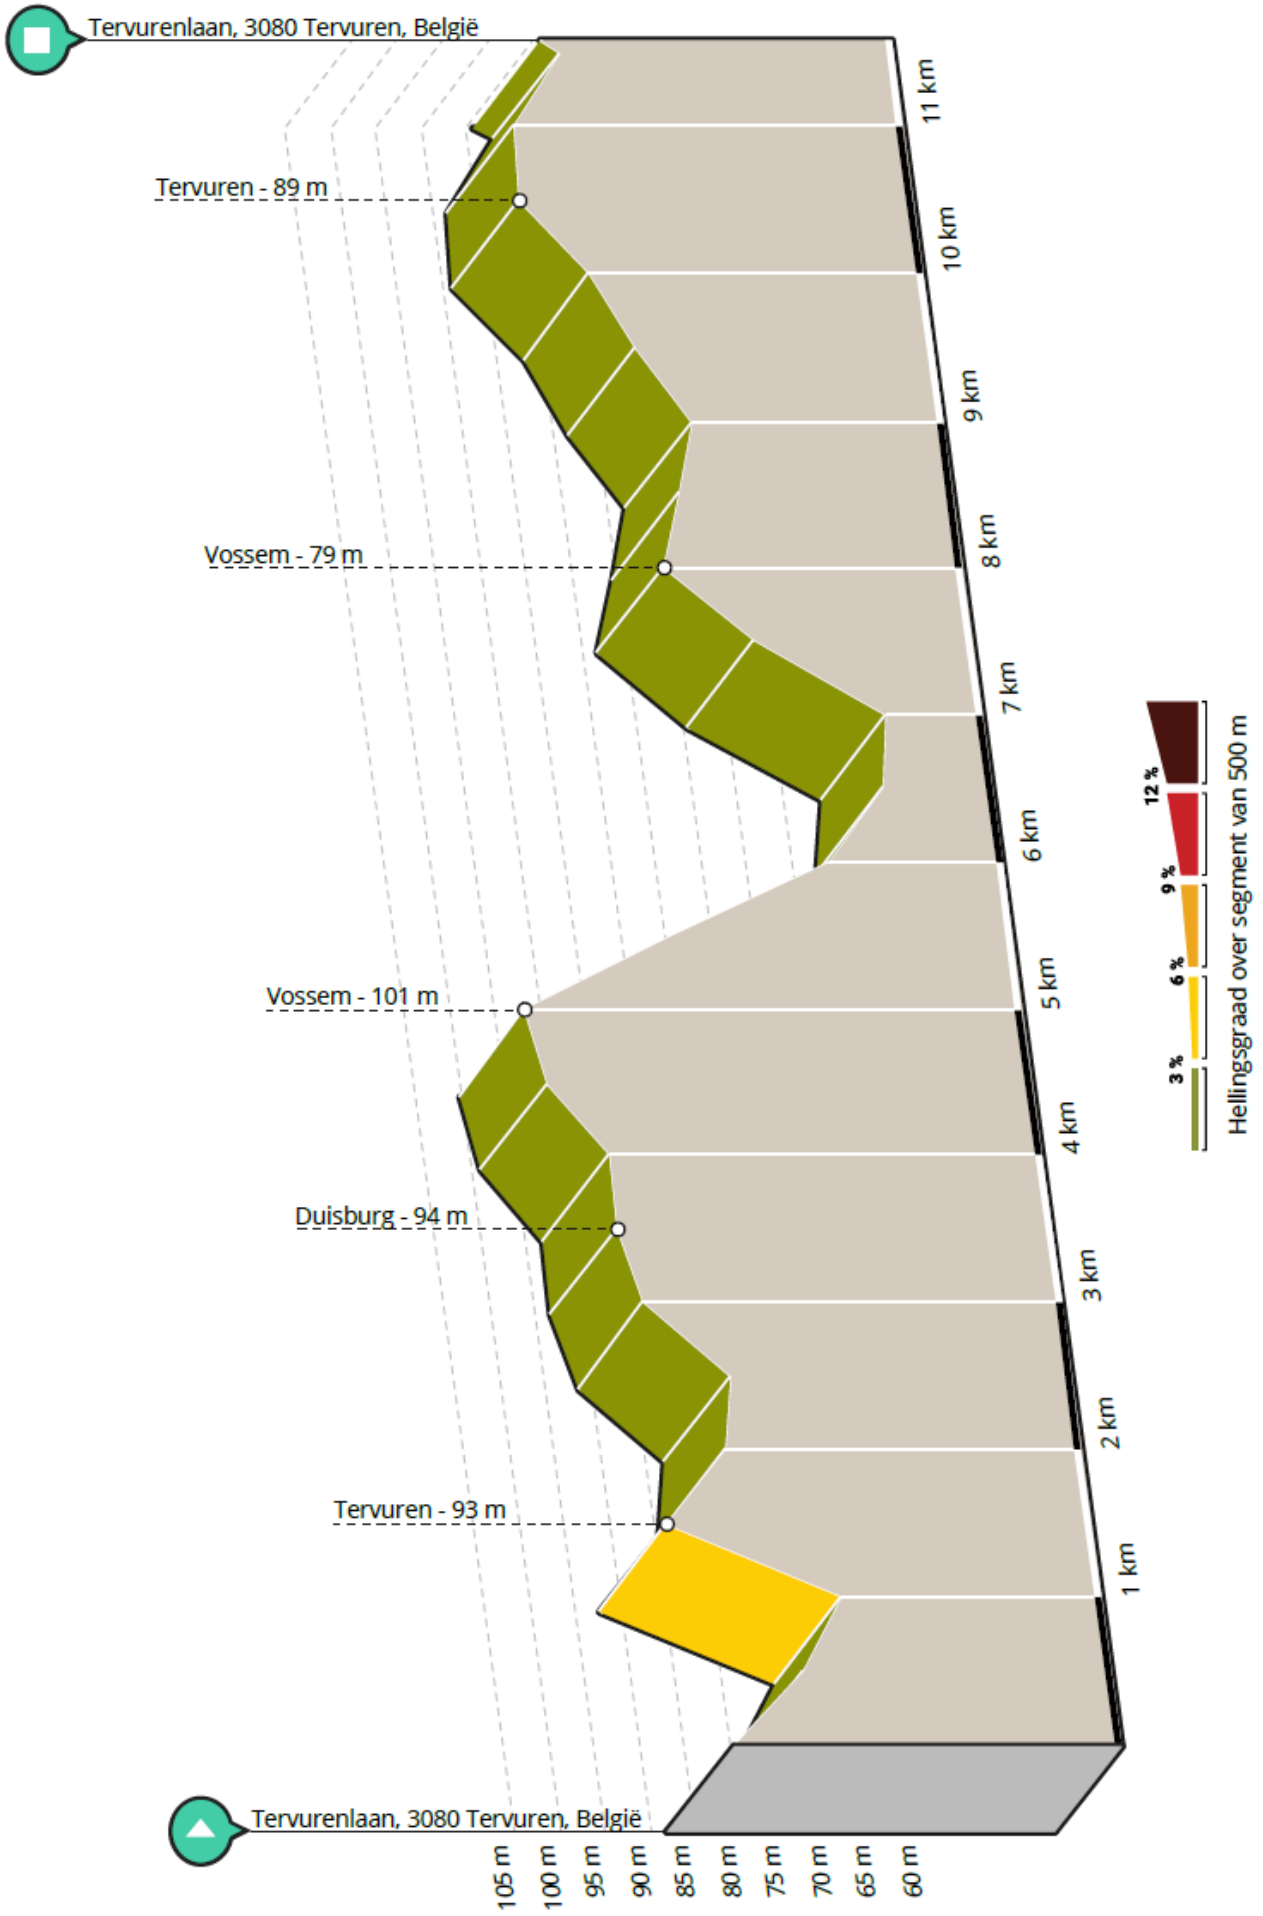 Tervurenlaan, 3080 Tervuren, België
11 km
Tervuren - 89 m
10 km
9 km
Vossem - 79 m
8 km
7 km
12 %
6 km
9 %
Hellingsgraad over segment van 500 m
6 %
5 km
Vossem - 101 m
3 %
4 km
Duisburg - 94 m
3 km
2 km
Tervuren - 93 m
1 km
Tervurenlaan, 3080 Tervuren, België
105 m
100 m
95 m
90 m
85 m
80 m
75 m
70 m
65 m
60 m